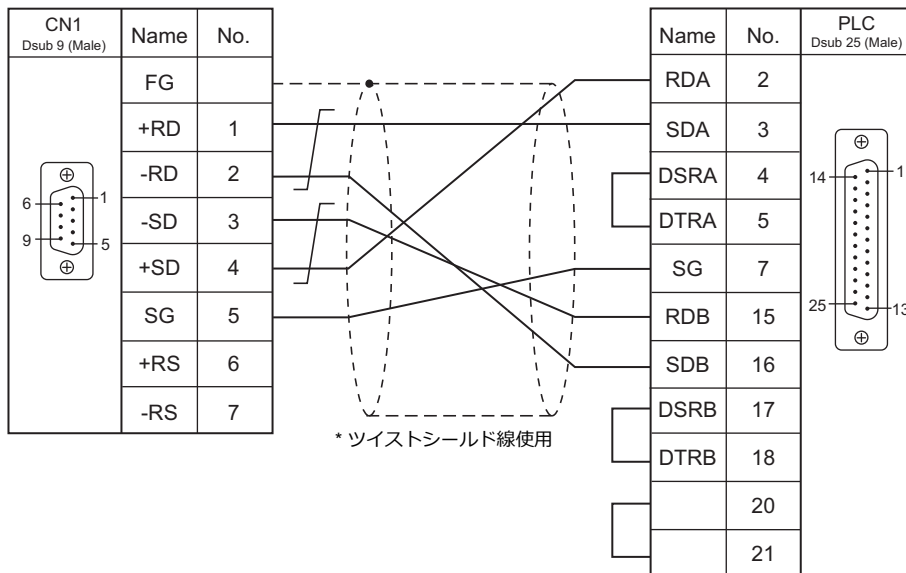 CN1
Dsub 9 (Male)
Name No.
FG
+RD 1
-RD 2
-SD 3
+SD 4
SG 5
+RS 6
-RS 7
6 1
9 5
* ツイストシールド線使用
Name No.
PLC
Dsub 25 (Male)
RDA 2
SDA 3
DSRA 4
DTRA 5
SG 7
RDB 15
SDB 16
DSRB 17
DTRB 18
20
21
14 1
25 13